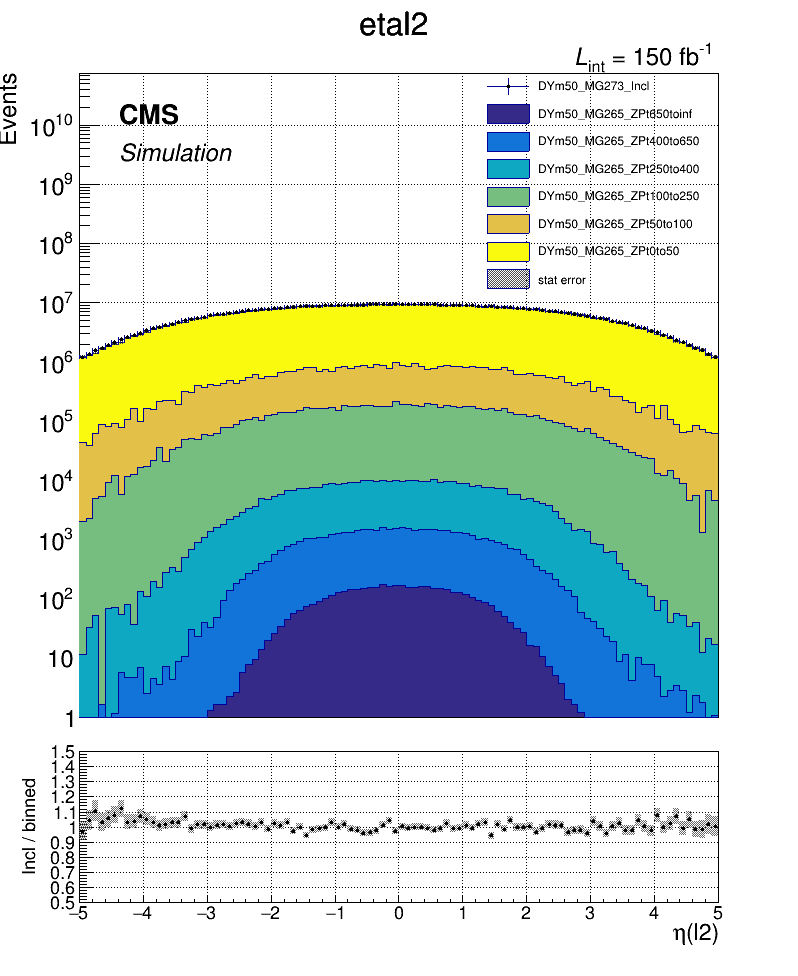 etal2
L_int = 150 fb^-1
Events
CMS
Simulation
DYm50_MG273_Incl
DYm50_MG265_ZPt650toinf
DYm50_MG265_ZPt400to650
DYm50_MG265_ZPt250to400
DYm50_MG265_ZPt100to250
DYm50_MG265_ZPt50to100
DYm50_MG265_ZPt0to50
stat error
10^10
10^9
10^8
10^7
10^6
10^5
10^4
10^3
10^2
10
1
Incl / binned
1.5
1.4
1.3
1.2
1.1
1
0.9
0.8
0.7
0.6
0.5
−5 −4 −3 −2 −1 0 1 2 3 4 5
η(l2)